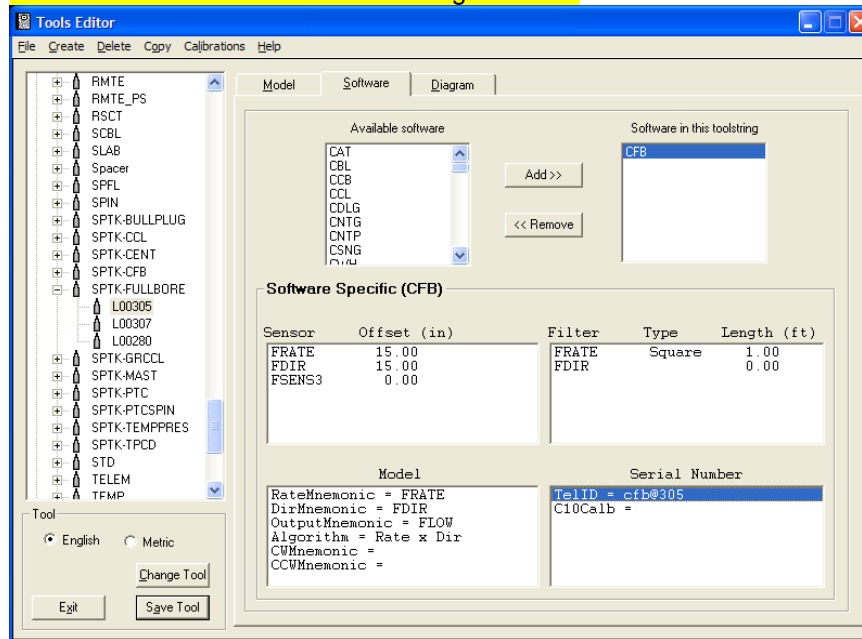 Tools Editor
File Create Delete Copy Calibrations Help
RMTE
RMTE_PS
RSCT
SCBL
SLAB
Spacer
SPFL
SPIN
SPTK-BULLPLUG
SPTK-CCL
SPTK-CENT
SPTK-CFB
SPTK-FULLBORE
L00305
L00307
L00280
SPTK-GRCCL
SPTK-MAST
SPTK-PTC
SPTK-PTCSPIN
SPTK-TEMPPRES
SPTK-TPCD
STD
TELEM
TEMP
Tool
English Metric
Change Tool
Exit Save Tool
Model Software Diagram
Available software
CAT
CBL
CCB
CCL
CDLG
CNTG
CNTP
CSNG
Add >>
<< Remove
Software in this toolstring
CFB
Software Specific (CFB)
Sensor Offset (in)
FRATE 15.00
FDIR 15.00
FSENS3 0.00
Filter Type Length (ft)
FRATE Square 1.00
FDIR 0.00
Model
RateMnemonic = FRATE
DirMnemonic = FDIR
OutputMnemonic = FLOW
Algorithm = Rate x Dir
CWMnemonic =
CCWMnemonic =
Serial Number
TelID = cfb@305
C10Calb =